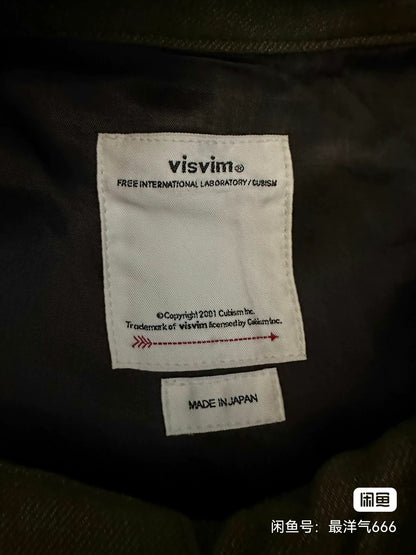 visvim®
FREE INTERNATIONAL LABORATORY / CUBISM
©Copyright 2001 Cubism Inc.
Trademark of visvim licensed by Cubism Inc.
MADE IN JAPAN
闲鱼
闲鱼号：最洋气666